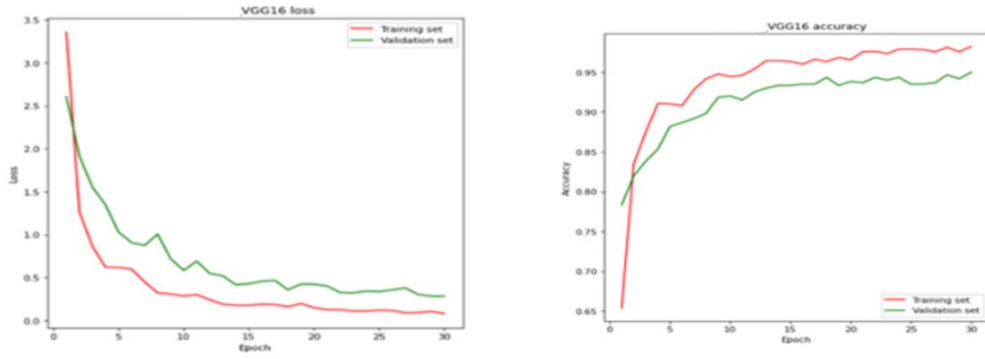 VGG16 loss
Training set
Validation set
3.5
3.0
2.5
2.0
1.5
1.0
0.5
0.0
Loss
0 5 10 15 20 25 30
Epoch
VGG16 accuracy
0.95
0.90
0.85
0.80
0.75
0.70
0.65
Accuracy
Training set
Validation set
0 5 10 15 20 25 30
Epoch